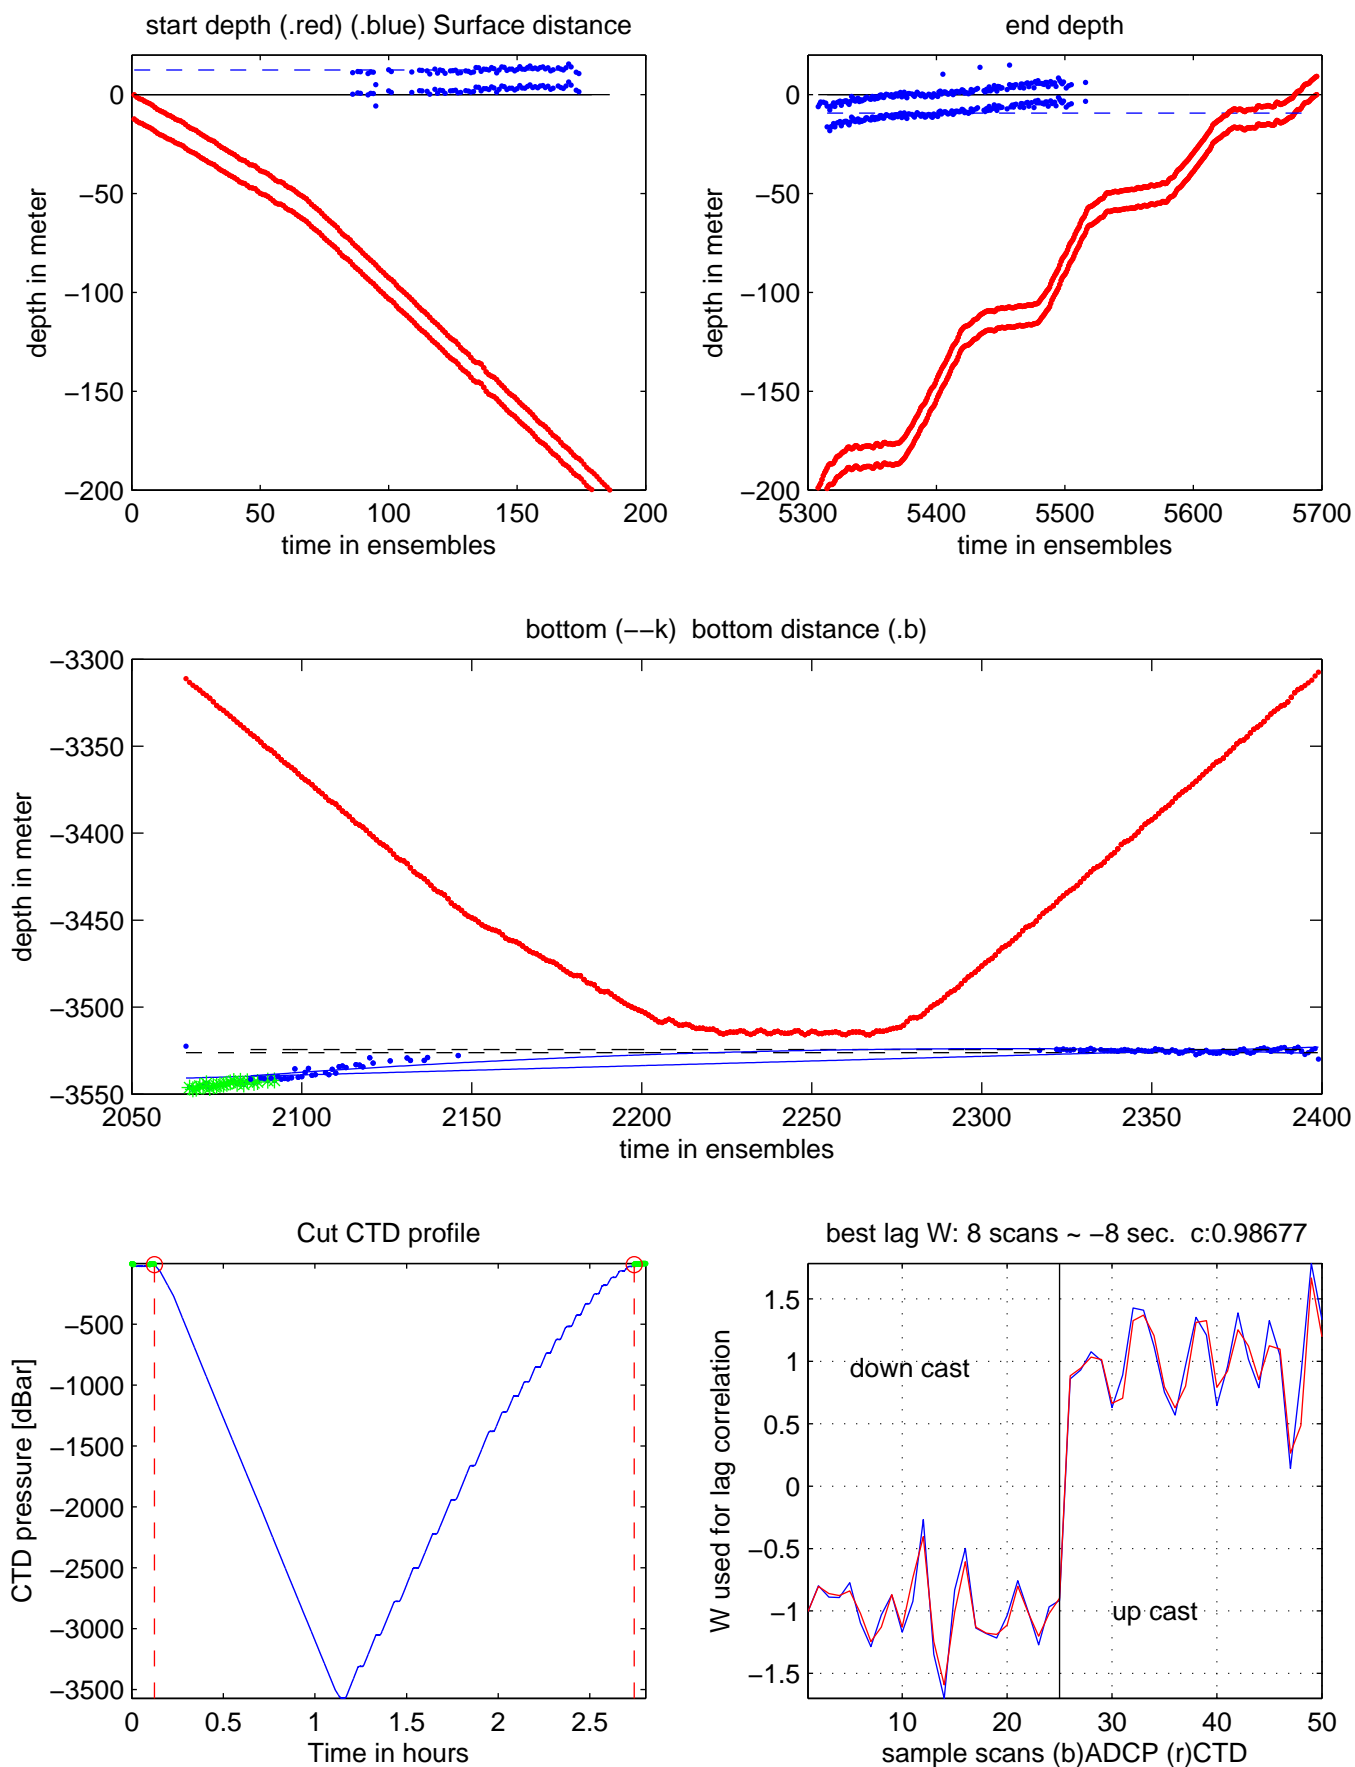 start depth (.red) (.blue) Surface distance
0
−50
−100
−150
−200
depth in meter
0 50 100 150 200
time in ensembles
end depth
0
−50
−100
−150
−200
depth in meter
5300 5400 5500 5600 5700
time in ensembles
bottom (−−k)  bottom distance (.b)
−3300
−3350
−3400
−3450
−3500
−3550
depth in meter
2050 2100 2150 2200 2250 2300 2350 2400
time in ensembles
Cut CTD profile
−500
−1000
−1500
−2000
−2500
−3000
−3500
CTD pressure [dBar]
0 0.5 1 1.5 2 2.5
Time in hours
best lag W: 8 scans ~ −8 sec.  c:0.98677
1.5
1
0.5
0
−0.5
−1
−1.5
W used for lag correlation
down cast
up cast
10 20 30 40 50
sample scans (b)ADCP (r)CTD